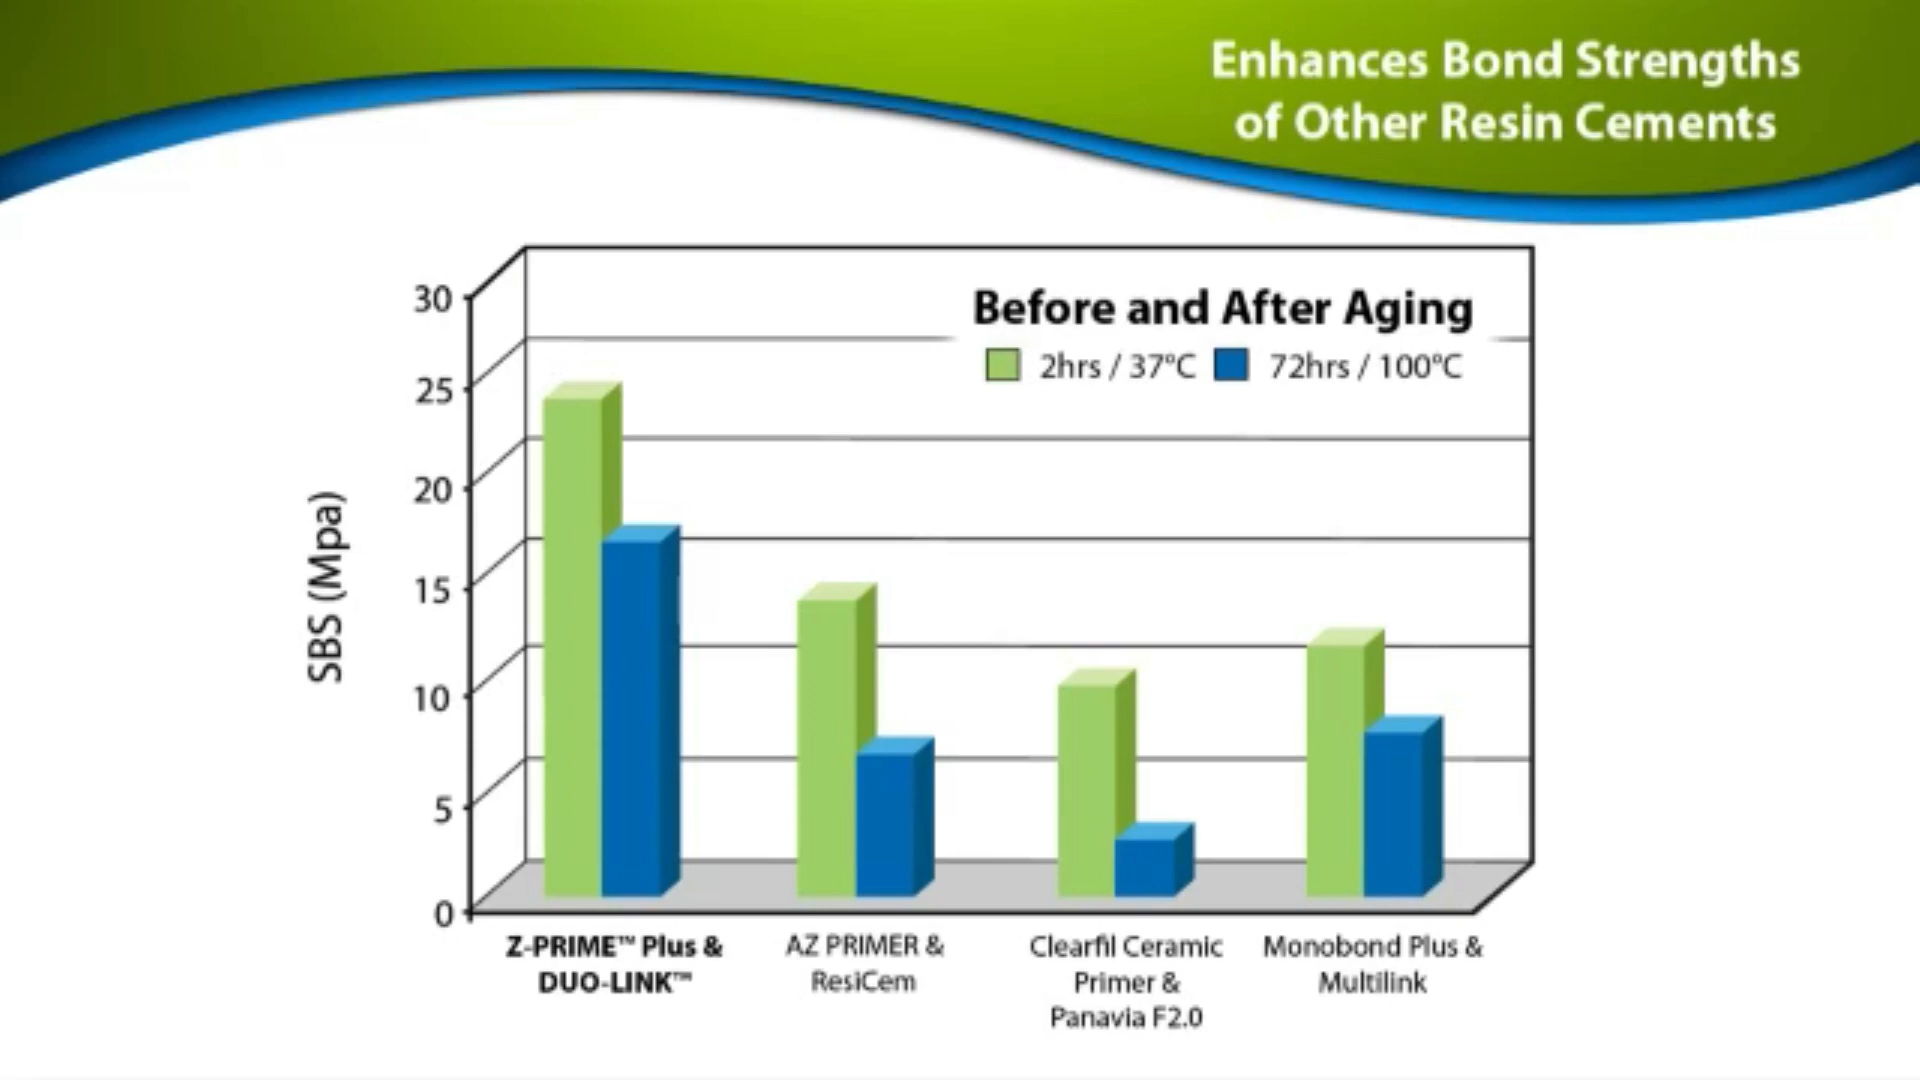 Enhances Bond Strengths
of Other Resin Cements
Before and After Aging
2hrs / 37°C 72hrs / 100°C
SBS (Mpa)
30
25
20
15
10
5
0
Z-PRIME™ Plus &
DUO-LINK™
AZ PRIMER &
ResiCem
Clearfil Ceramic
Primer &
Panavia F2.0
Monobond Plus &
Multilink